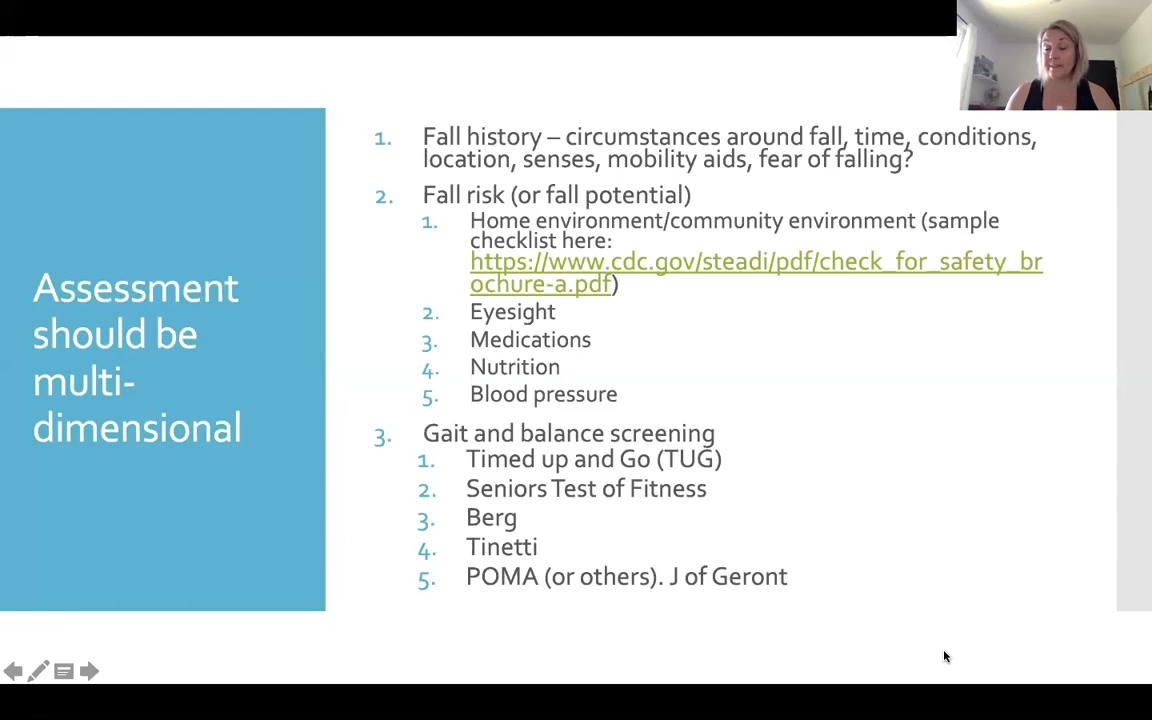 Assessment
should be
multi-
dimensional
1. Fall history – circumstances around fall, time, conditions,
location, senses, mobility aids, fear of falling?
2. Fall risk (or fall potential)
1. Home environment/community environment (sample
checklist here:
https://www.cdc.gov/steadi/pdf/check_for_safety_br
ochure-a.pdf)
2. Eyesight
3. Medications
4. Nutrition
5. Blood pressure
3. Gait and balance screening
1. Timed up and Go (TUG)
2. Seniors Test of Fitness
3. Berg
4. Tinetti
5. POMA (or others). J of Geront